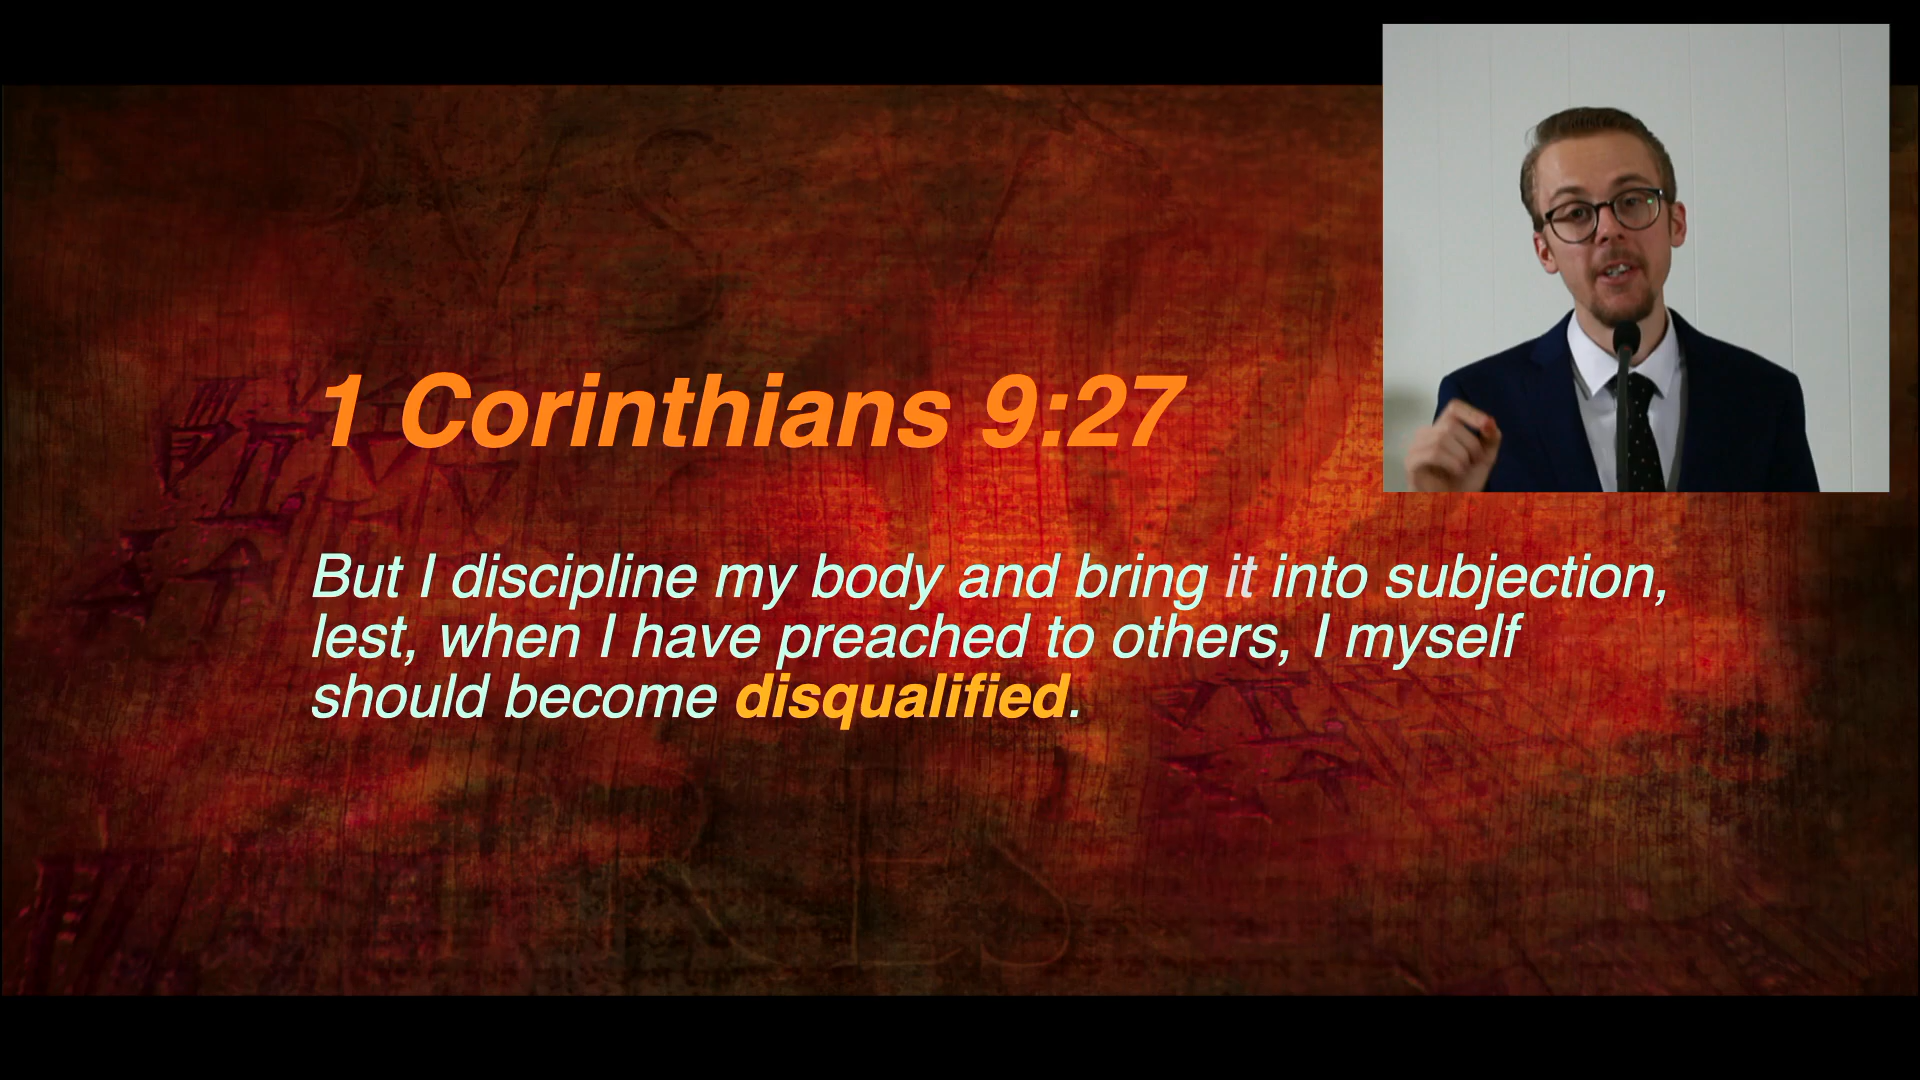 1 Corinthians 9:27
But I discipline my body and bring it into subjection,
lest, when I have preached to others, I myself
should become disqualified.